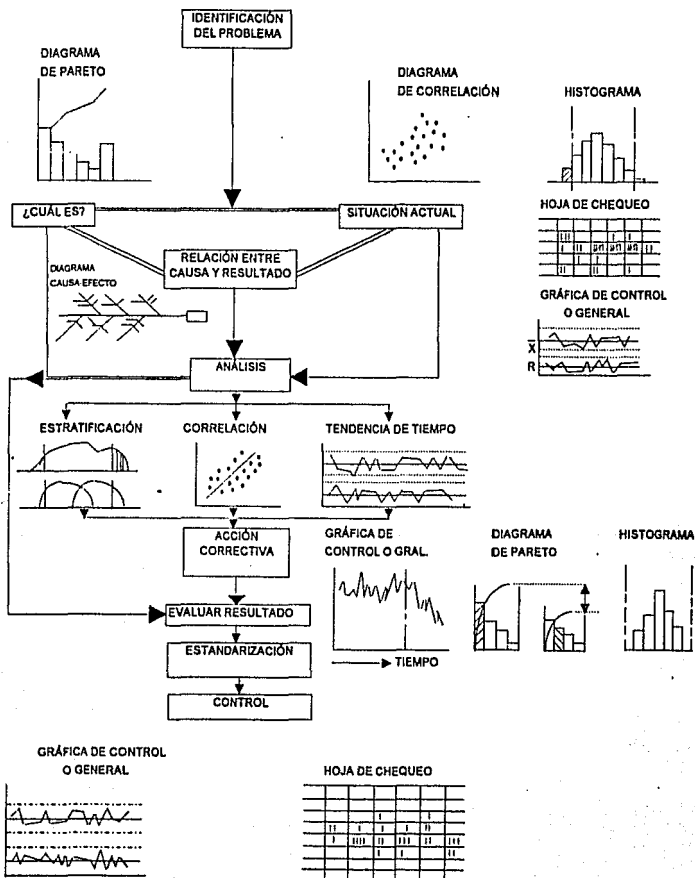 IDENTIFICACIÓN
DEL PROBLEMA
DIAGRAMA
DE PARETO
DIAGRAMA
DE CORRELACIÓN
HISTOGRAMA
¿CUÁL ES?
SITUACIÓN ACTUAL
HOJA DE CHEQUEO
RELACIÓN ENTRE
CAUSA Y RESULTADO
DIAGRAMA
CAUSA-EFECTO
GRÁFICA DE CONTROL
O GENERAL
X
R
ANÁLISIS
ESTRATIFICACIÓN
CORRELACIÓN
TENDENCIA DE TIEMPO
ACCIÓN
CORRECTIVA
GRÁFICA DE
CONTROL O GRAL.
DIAGRAMA
DE PARETO
HISTOGRAMA
EVALUAR RESULTADO
ESTANDARIZACIÓN
TIEMPO
CONTROL
GRÁFICA DE CONTROL
O GENERAL
HOJA DE CHEQUEO